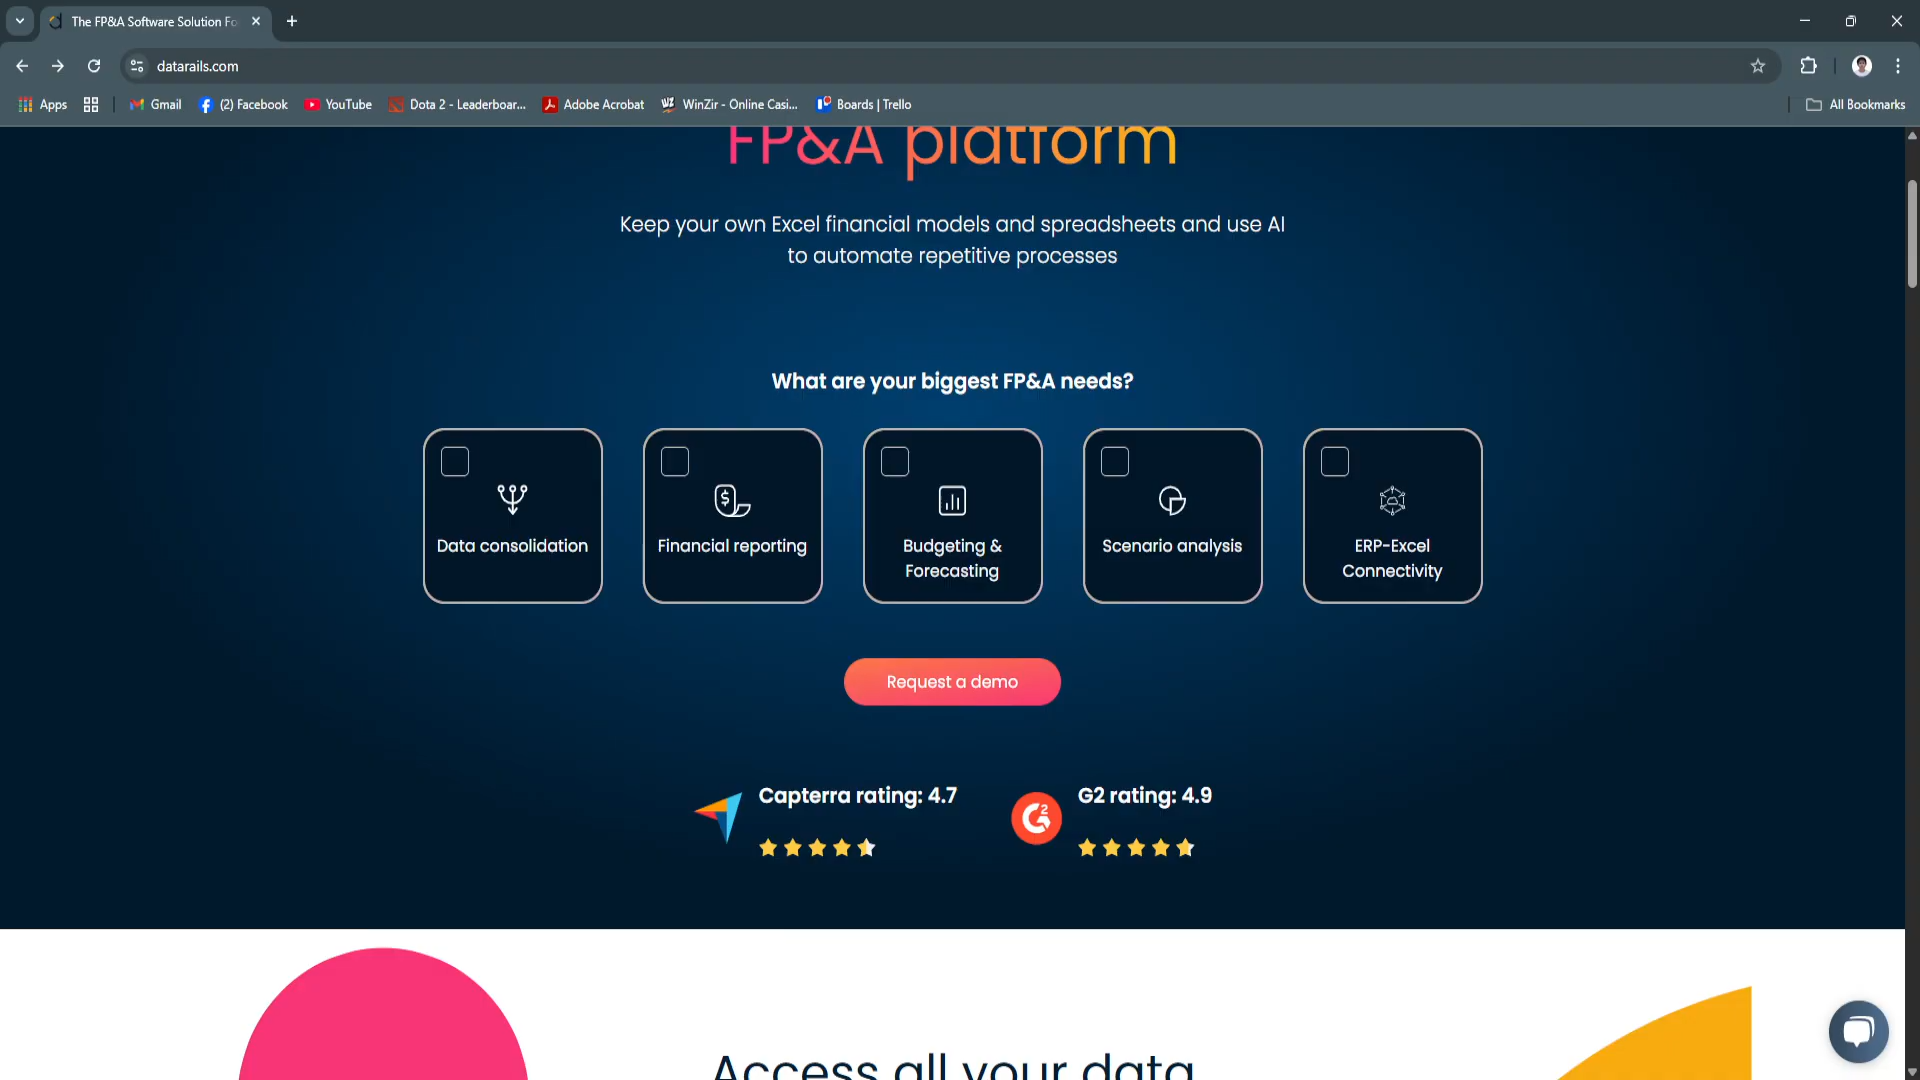 The FP&A Software Solution Fo
datarails.com
Apps
Gmail
(2) Facebook
YouTube
Dota 2 - Leaderboar...
Adobe Acrobat
WinZir - Online Casi...
Boards | Trello
All Bookmarks
FP&A platform
Keep your own Excel financial models and spreadsheets and use AI
to automate repetitive processes
What are your biggest FP&A needs?
Data consolidation
Financial reporting
Budgeting &
Forecasting
Scenario analysis
ERP-Excel
Connectivity
Request a demo
Capterra rating: 4.7
G2 rating: 4.9
Access all your data